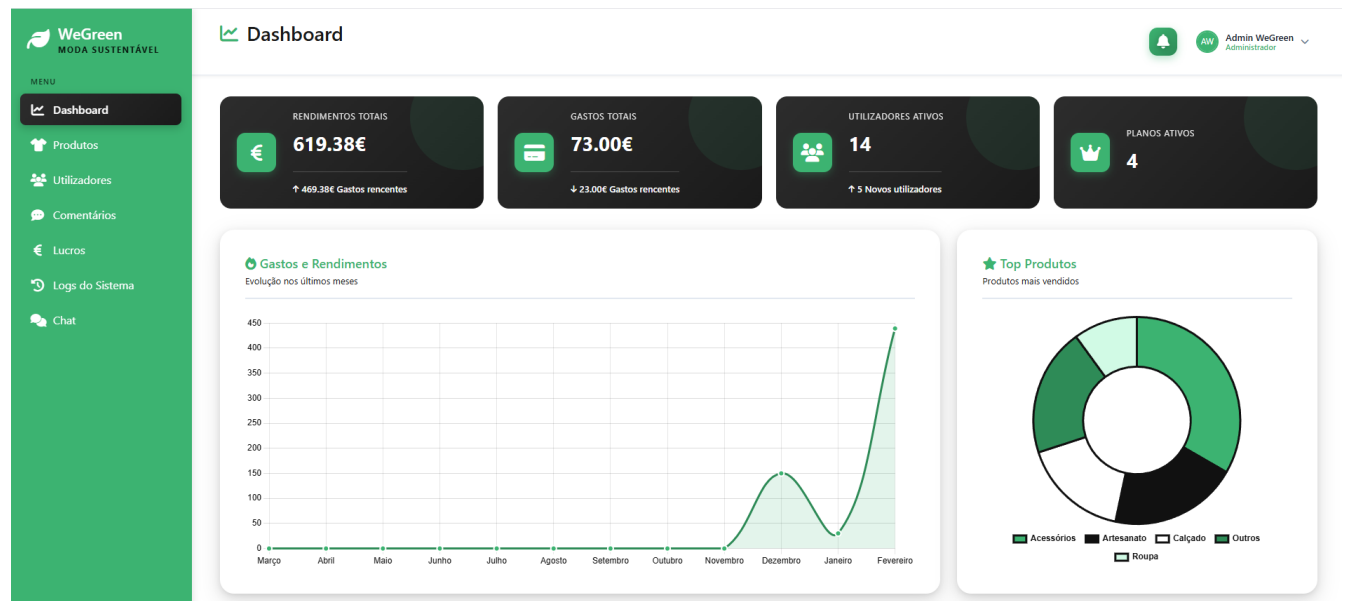 WeGreen
MODA SUSTENTÁVEL
MENU
Dashboard
Produtos
Utilizadores
Comentários
Lucros
Logs do Sistema
Chat
Dashboard
AW
Admin WeGreen
Administrador
RENDIMENTOS TOTAIS
€
619.38€
↑ 469.38€ Gastos rencentes
GASTOS TOTAIS
73.00€
↓ 23.00€ Gastos rencentes
UTILIZADORES ATIVOS
14
↑ 5 Novos utilizadores
PLANOS ATIVOS
4
Gastos e Rendimentos
Evolução nos últimos meses
450
400
350
300
250
200
150
100
50
0
Março Abril Maio Junho Julho Agosto Setembro Outubro Novembro Dezembro Janeiro Fevereiro
Top Produtos
Produtos mais vendidos
Acessórios Artesanato Calçado Outros
Roupa